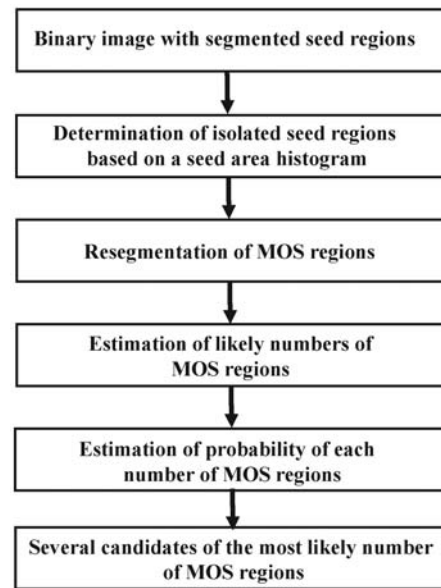 Binary image with segmented seed regions
Determination of isolated seed regions
based on a seed area histogram
Resegmentation of MOS regions
Estimation of likely numbers of
MOS regions
Estimation of probability of each
number of MOS regions
Several candidates of the most likely number
of MOS regions